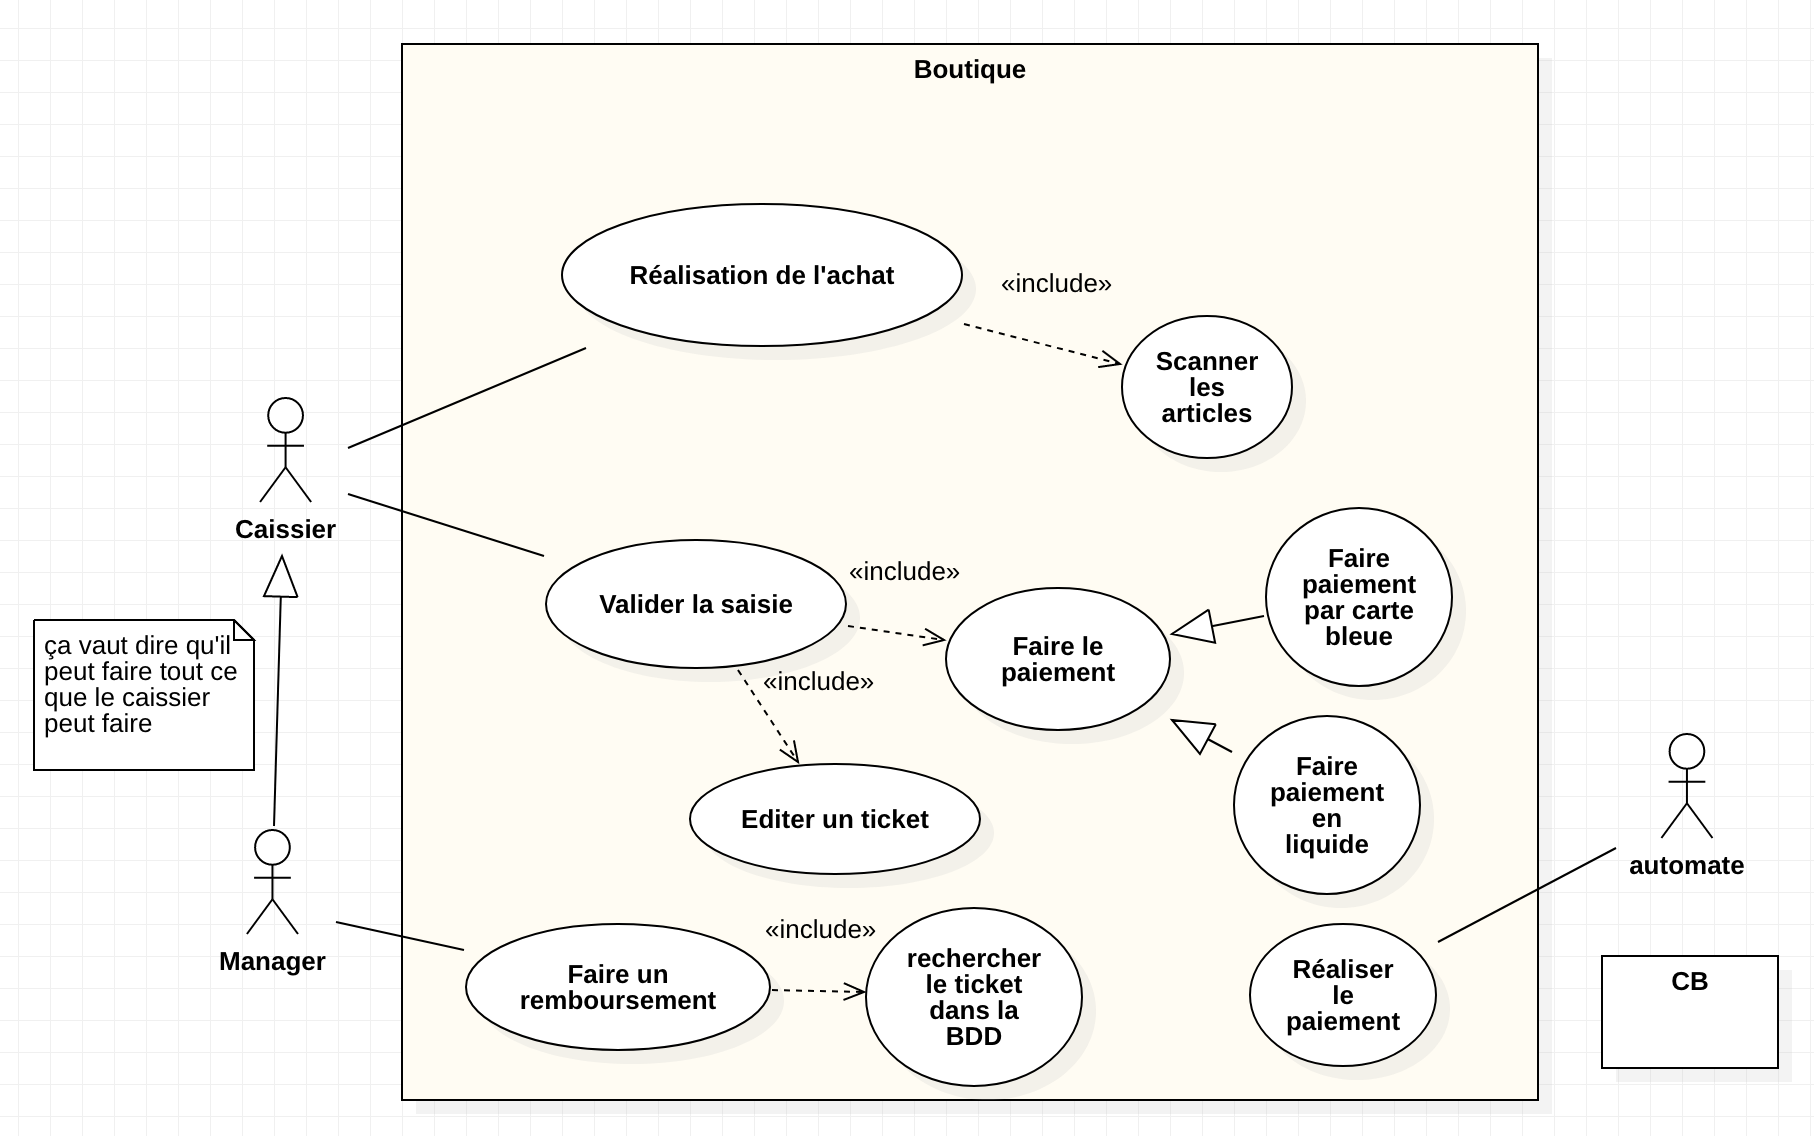 Boutique
Réalisation de l'achat
«include»
Scanner
les
articles
Caissier
Valider la saisie
«include»
Faire le
paiement
Faire
paiement
par carte
bleue
«include»
ça vaut dire qu'il
peut faire tout ce
que le caissier
peut faire
Editer un ticket
Faire
paiement
en
liquide
automate
Manager
Faire un
remboursement
«include»
rechercher
le ticket
dans la
BDD
Réaliser
le
paiement
CB